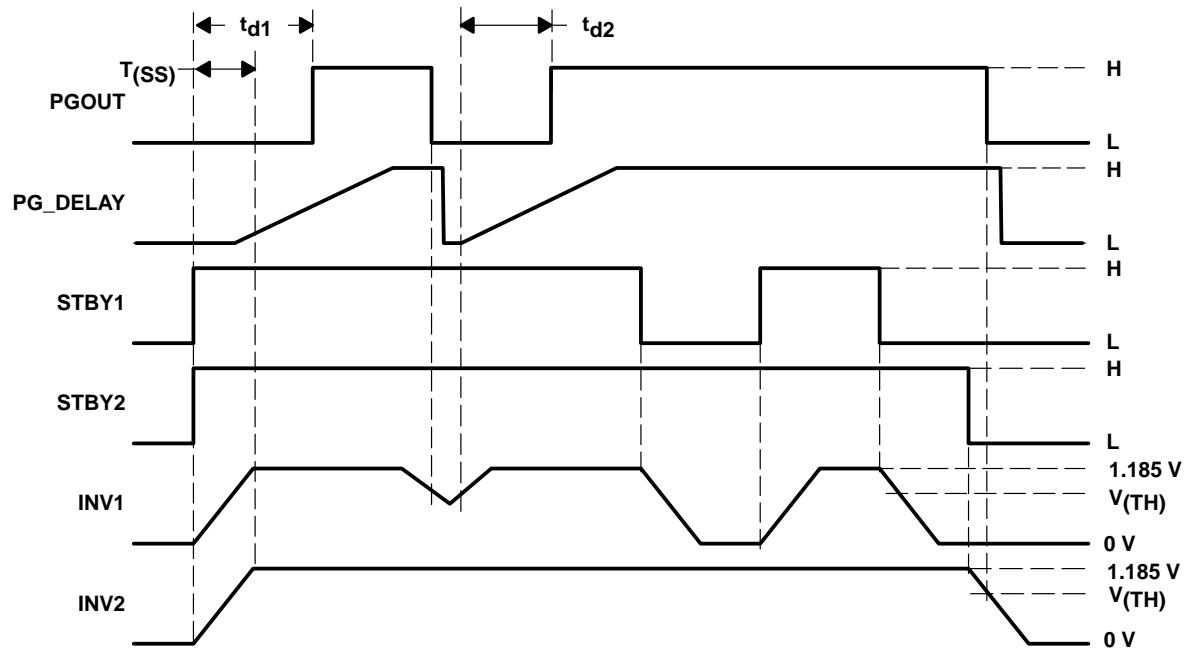 td1
td2
T(SS)
PGOUT
H
L
PG_DELAY
H
L
STBY1
H
L
STBY2
H
L
INV1
1.185 V
V(TH)
0 V
INV2
1.185 V
V(TH)
0 V